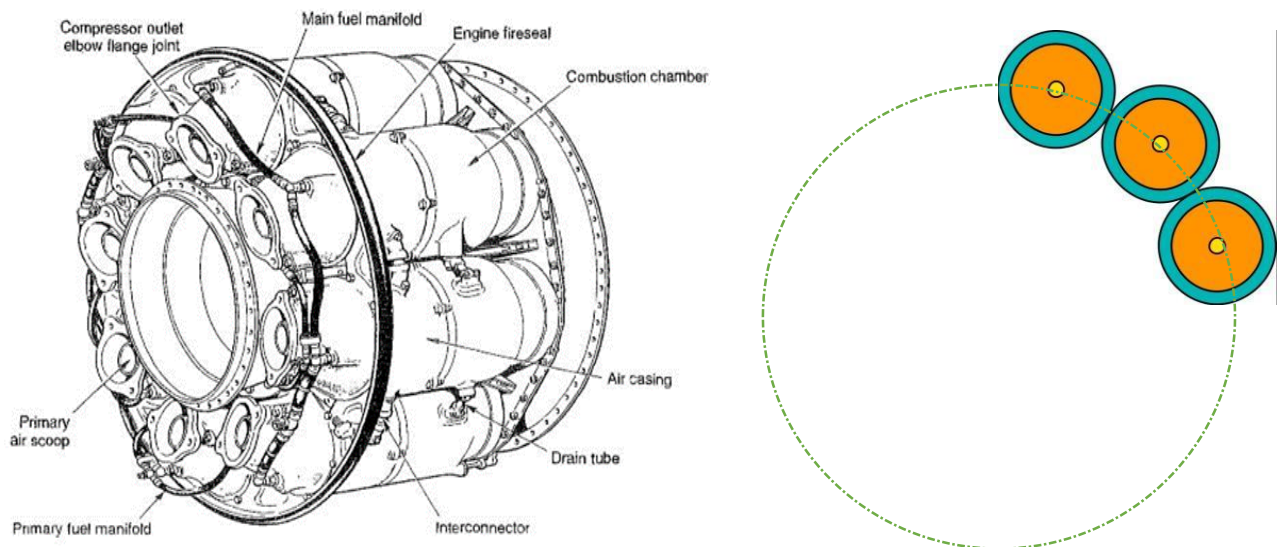 Main fuel manifold
Compressor outlet
elbow flange joint
Engine fireseal
Combustion chamber
Air casing
Primary
air scoop
Drain tube
Primary fuel manifold
Interconnector